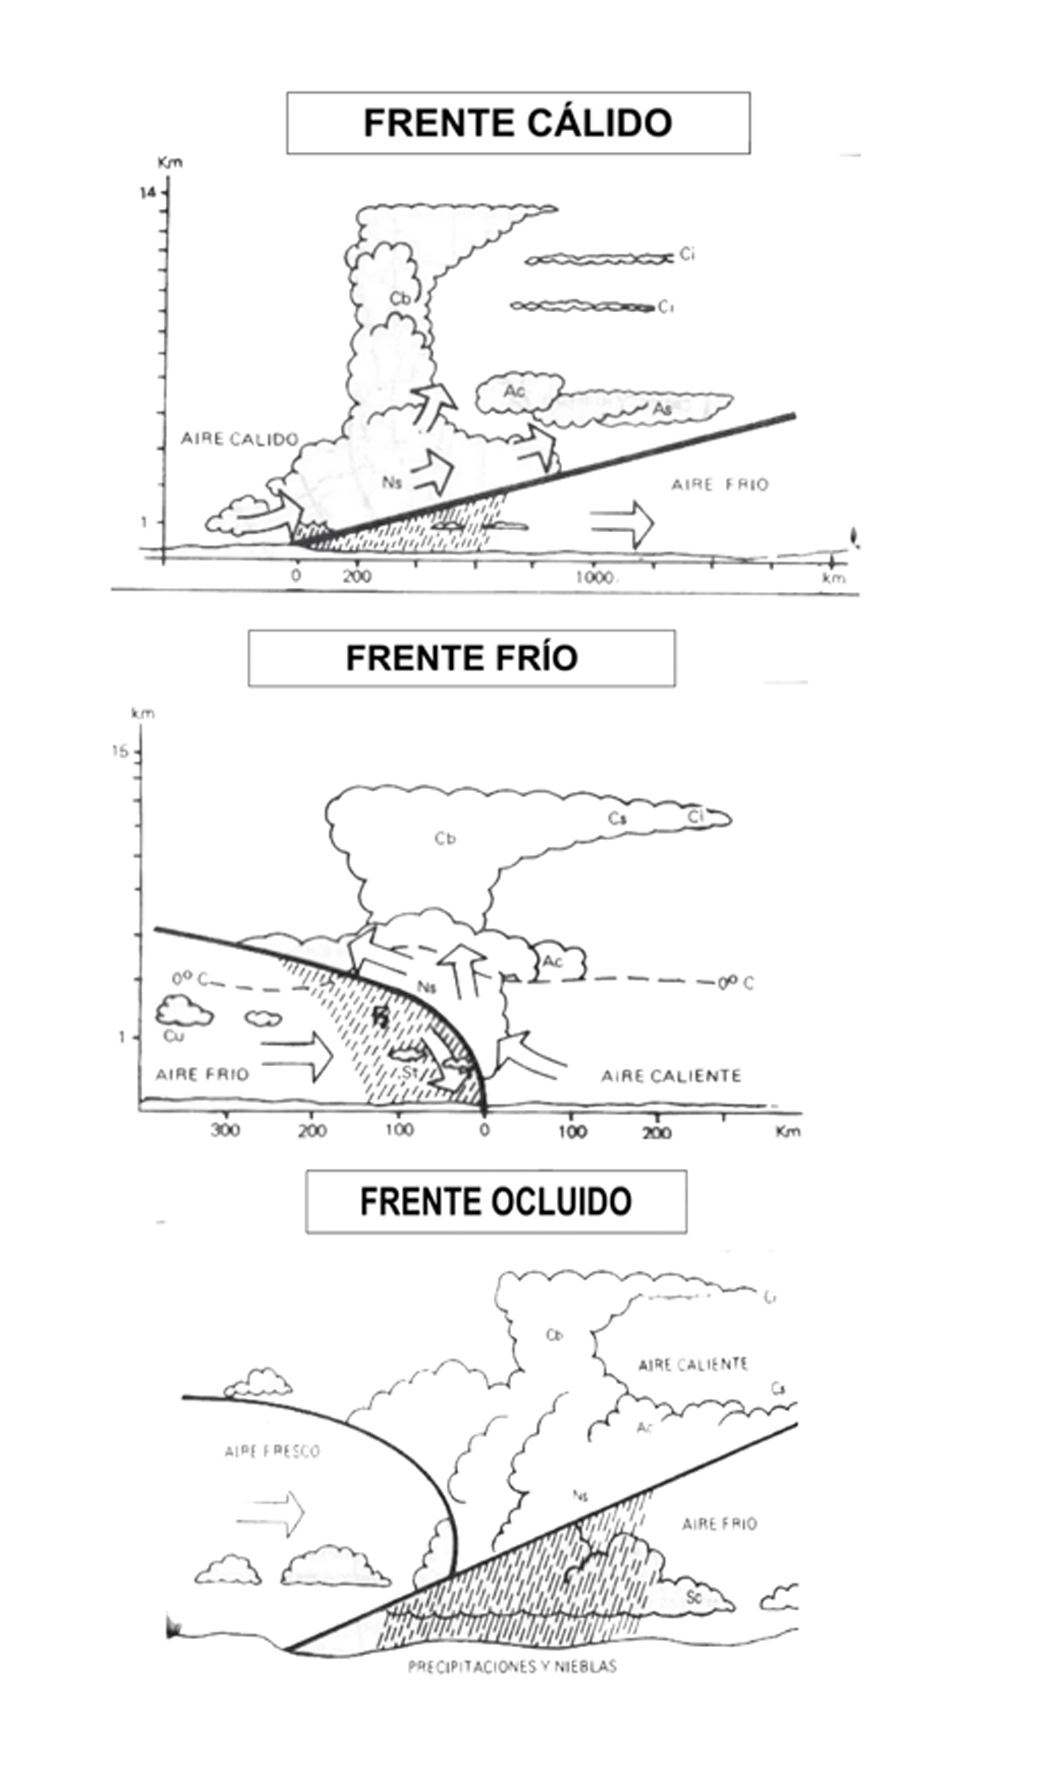 FRENTE CÁLIDO
Km
14
Ci
Cb
Ci
Ac
As
AIRE CALIDO
Ns
AIRE FRIO
1
0 200 1000. km
FRENTE FRÍO
km
15
Cb
Cs
Ci
Ac
0º C
Ns
0º C
Cu
1
St
AIRE FRIO
AIRE CALIENTE
300 200 100 0 100 200 Km
FRENTE OCLUIDO
Ci
Cb
AIRE CALIENTE
Cs
Ac
AIRE FRESCO
Ns
AIRE FRIO
Sc
PRECIPITACIONES Y NIEBLAS